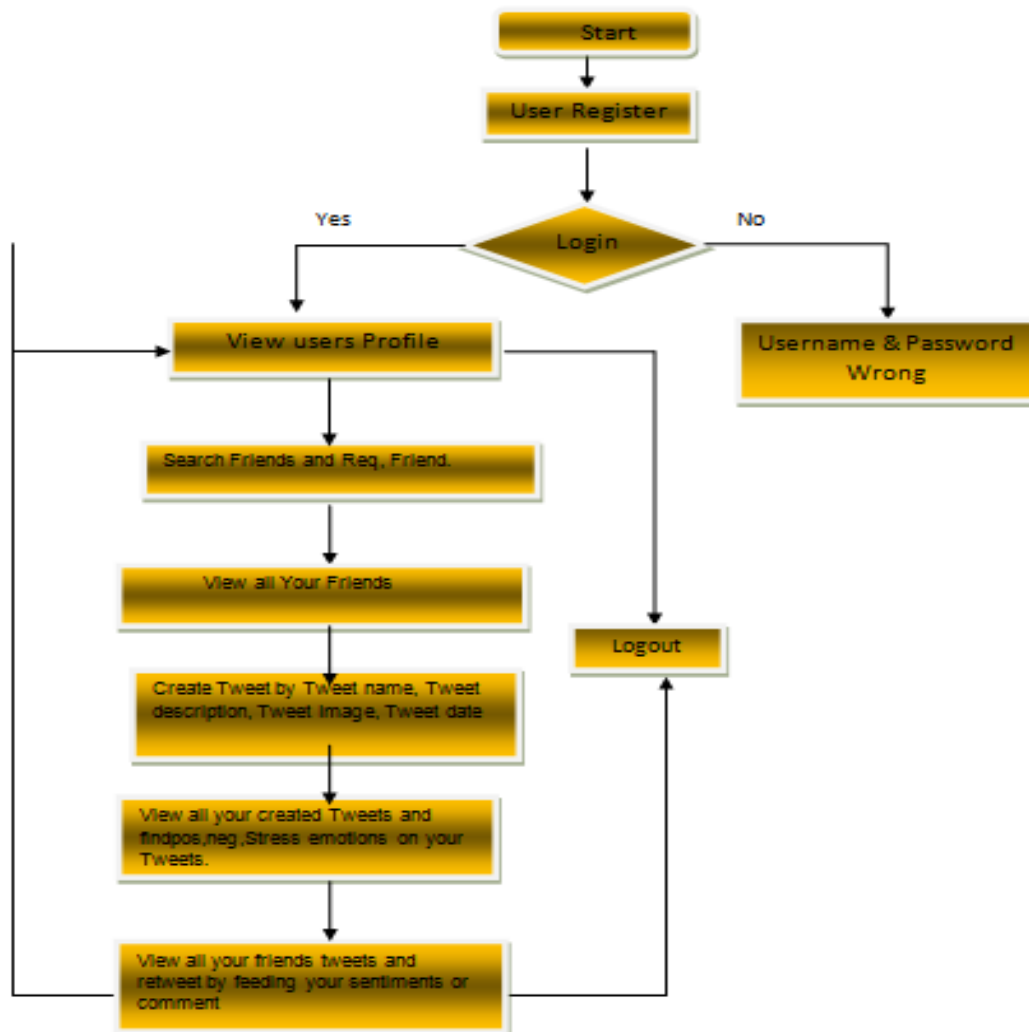 Start
User Register
Yes
No
Login
View users Profile
Username & Password
Wrong
Search Friends and Req, Friend.
View all Your Friends
Logout
Create Tweet by Tweet name, Tweet
description, Tweet Image, Tweet date
View all your created Tweets and
findpos,neg,Stress emotions on your
Tweets.
View all your friends tweets and
retweet by feeding your sentiments or
comment